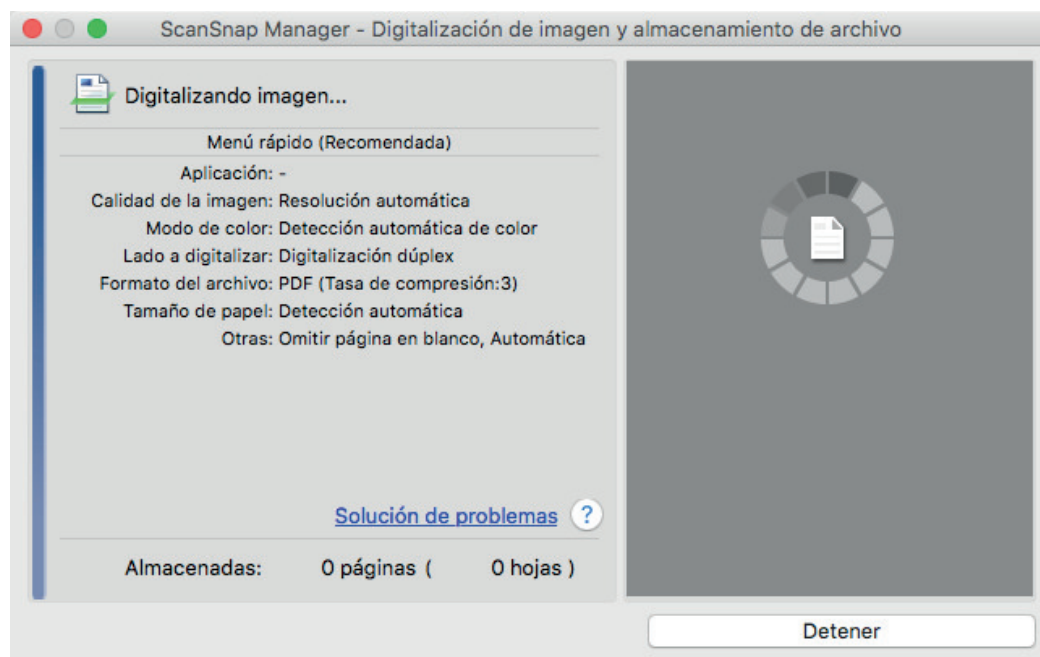 ScanSnap Manager - Digitalización de imagen y almacenamiento de archivo
Digitalizando imagen...
Menú rápido (Recomendada)
Aplicación: -
Calidad de la imagen: Resolución automática
Modo de color: Detección automática de color
Lado a digitalizar: Digitalización dúplex
Formato del archivo: PDF (Tasa de compresión:3)
Tamaño de papel: Detección automática
Otras: Omitir página en blanco, Automática
Solución de problemas ?
Almacenadas: 0 páginas ( 0 hojas )
Detener